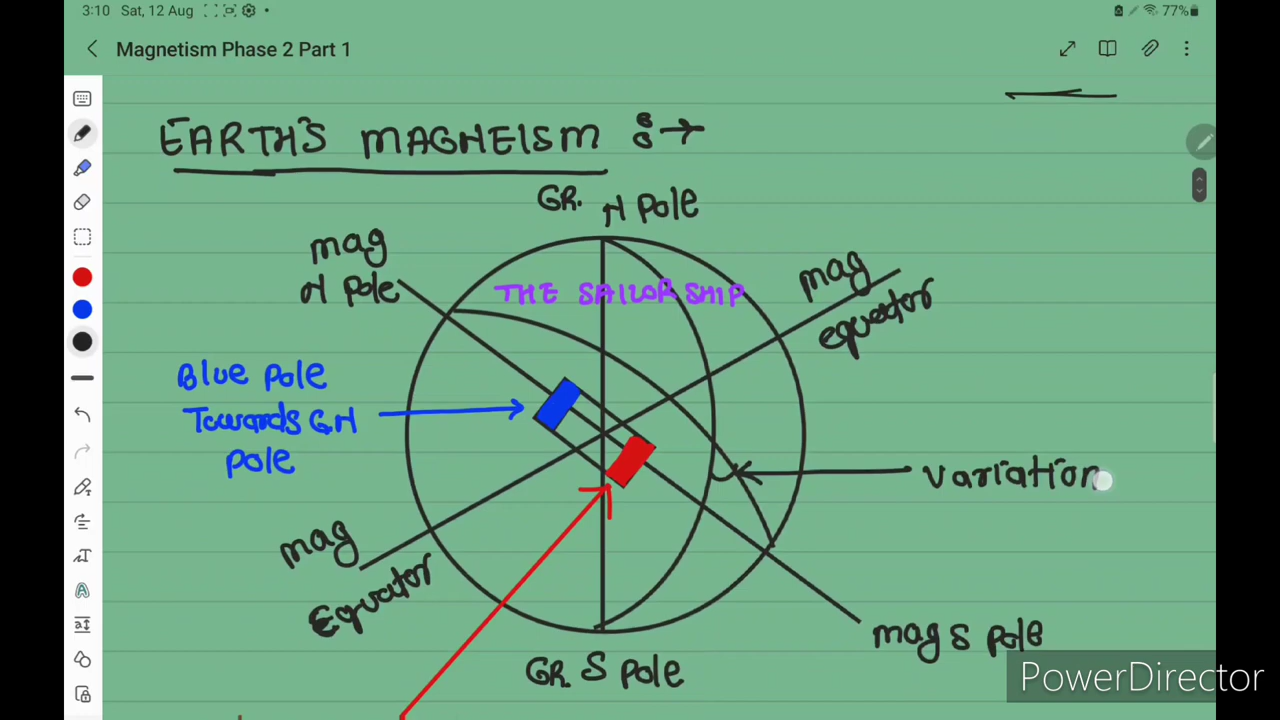 3:10 Sat, 12 Aug
77%
Magnetism Phase 2 Part 1
EARTH'S MAGNEISM :→
GR. N Pole
mag
N Pole
THE SAILOR SHIP
mag
equator
Blue Pole
Towards GN
Pole
variation
mag
Equator
mag S Pole
GR. S Pole
PowerDirector